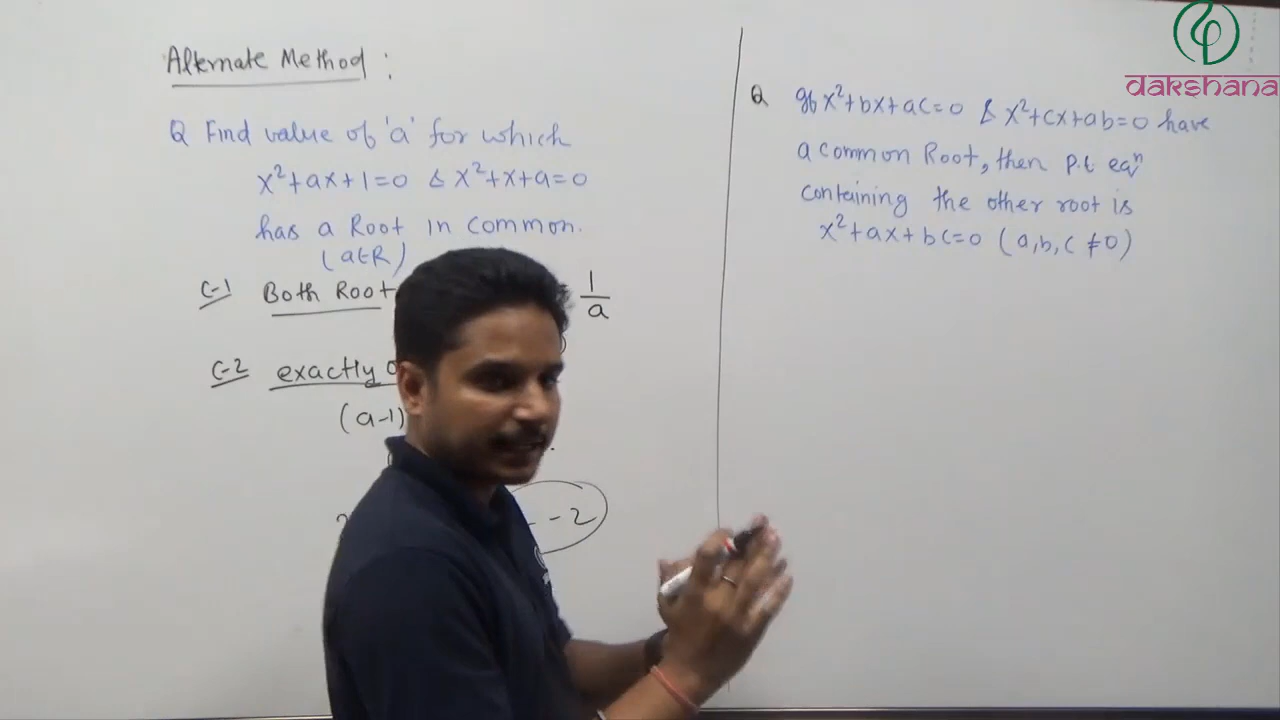 Alternate Method :
Q Find value of 'a' for which
x²+ax+1=0 & x²+x+a=0
has a Root in common.
(a∈R)
C-1 Both Root 1/a
C-2 exactly
(a-1)
-2
Q If x²+bx+ac=0 & x²+cx+ab=0 have
a common Root, then p.t eqⁿ
containing the other root is
x²+ax+bc=0 (a,b,c ≠0)
dakshana